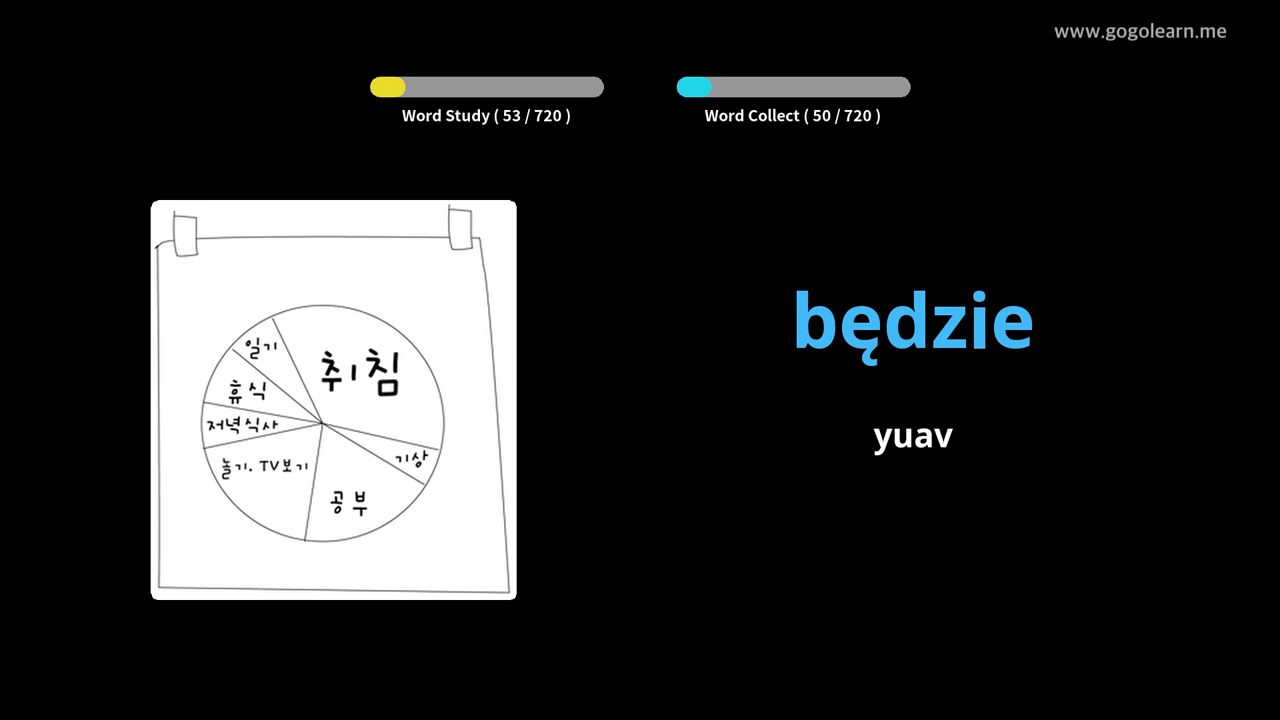 www.gogolearn.me
Word Study ( 53 / 720 )
Word Collect ( 50 / 720 )
일기
취침
휴식
저녁식사
놀기. TV보기
기상
공부
będzie
yuav